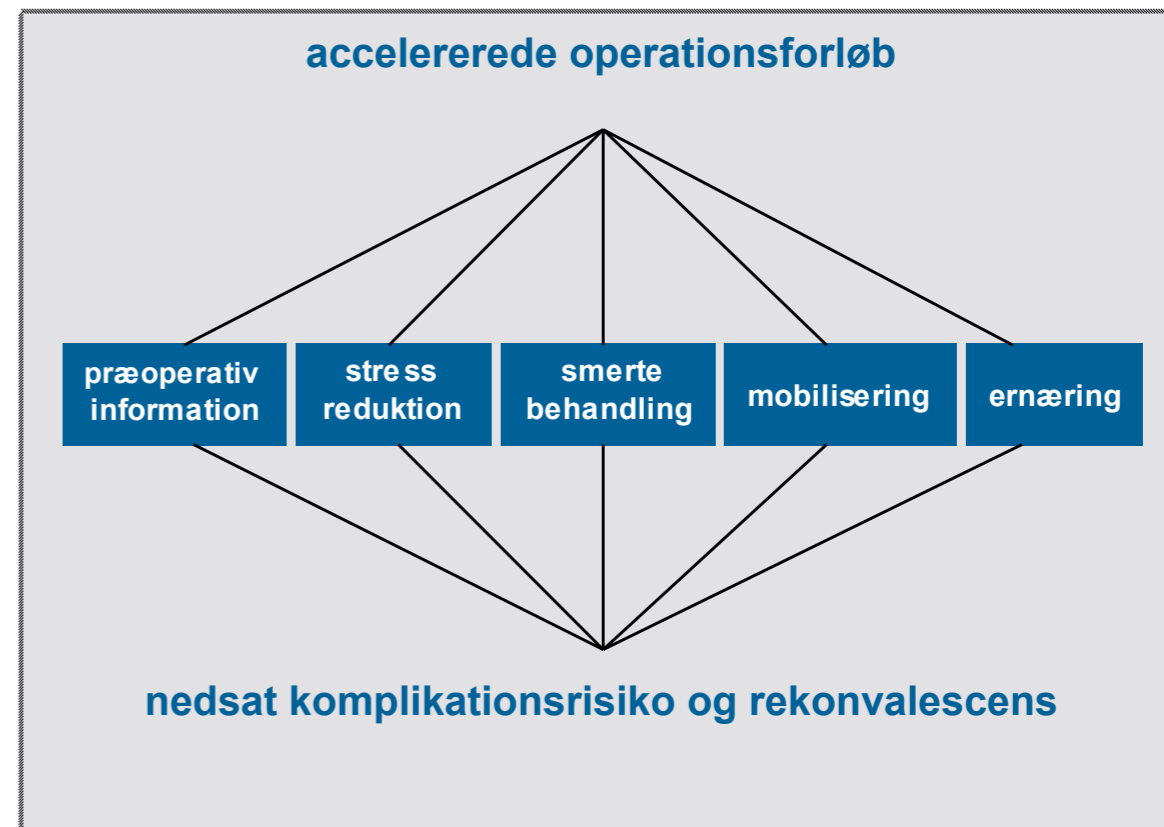 accelererede operationsforløb
præoperativ
information
stress
reduktion
smerte
behandling
mobilisering
ernæring
nedsat komplikationsrisiko og rekonvalescens